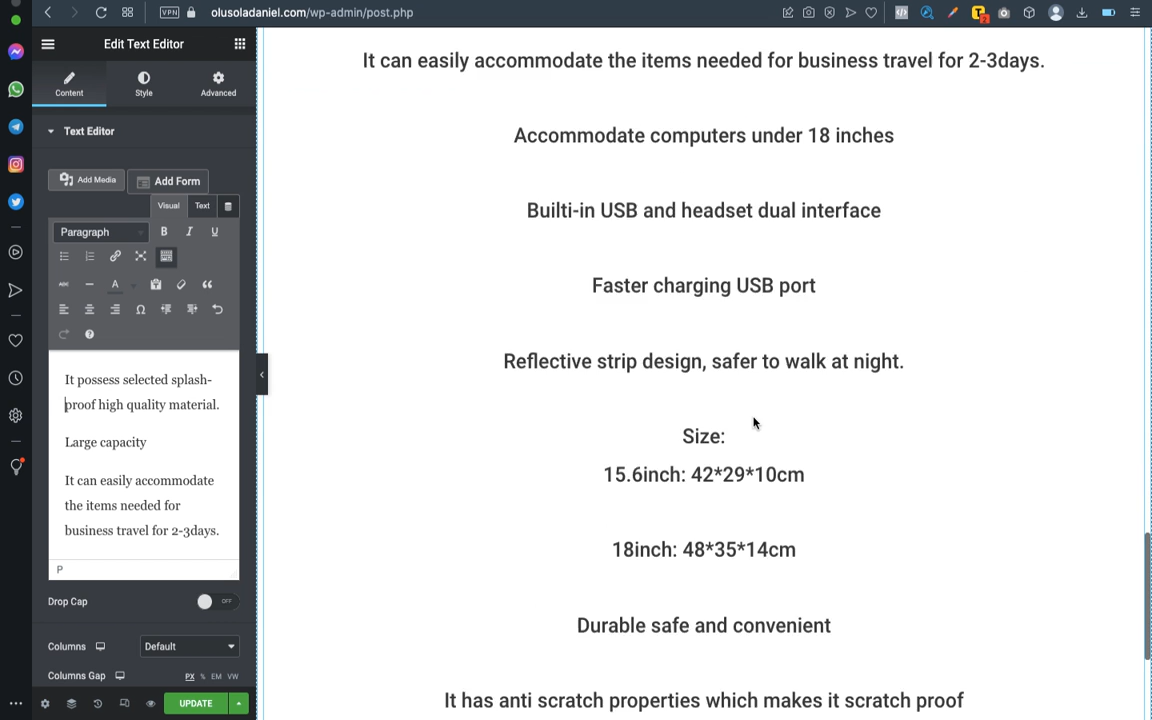 VPN
olusoladaniel.com/wp-admin/post.php
2
Edit Text Editor
Content
Style
Advanced
Text Editor
Add Media
Add Form
Visual
Text
Paragraph
B
I
U
ABC
A
It possess selected splash-
proof high quality material.
Large capacity
It can easily accommodate
the items needed for
business travel for 2-3days.
P
Drop Cap
OFF
Columns
Default
Columns Gap
PX % EM VW
UPDATE
It can easily accommodate the items needed for business travel for 2-3days.
Accommodate computers under 18 inches
Builti-in USB and headset dual interface
Faster charging USB port
Reflective strip design, safer to walk at night.
Size:
15.6inch: 42*29*10cm
18inch: 48*35*14cm
Durable safe and convenient
It has anti scratch properties which makes it scratch proof